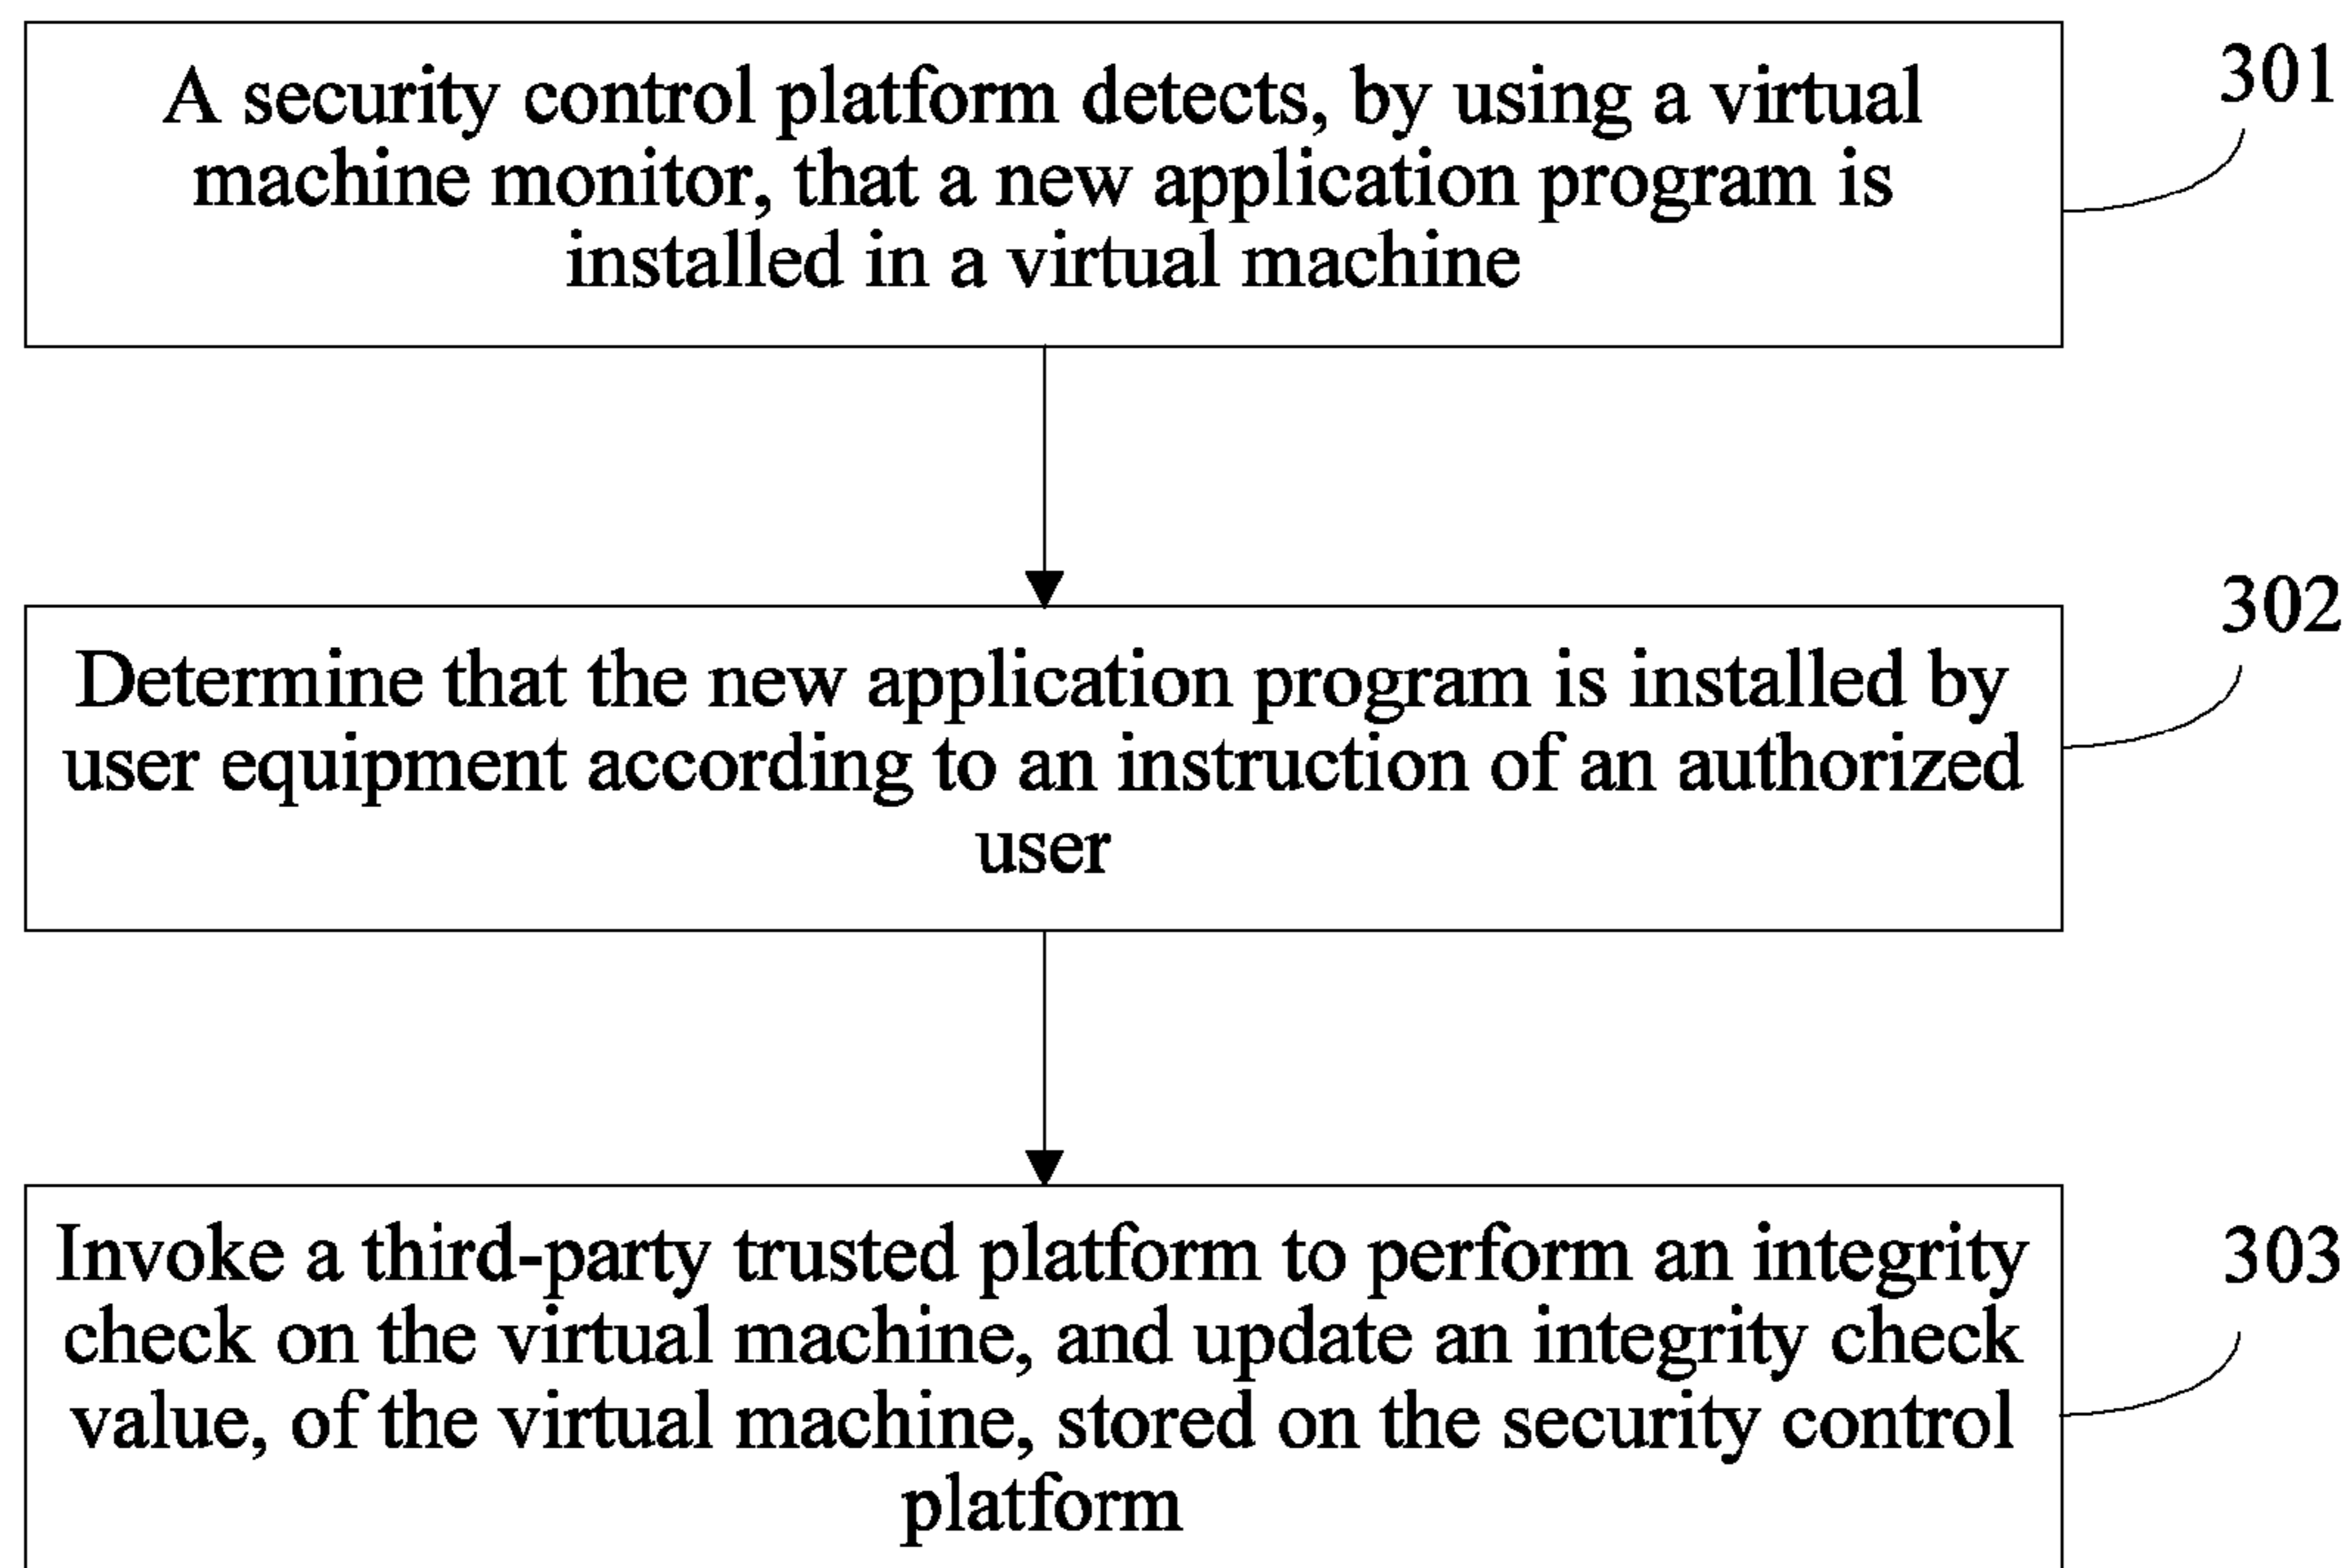 A security control platform detects, by using a virtual
machine monitor, that a new application program is
installed in a virtual machine
301
Determine that the new application program is installed by
user equipment according to an instruction of an authorized
user
302
Invoke a third-party trusted platform to perform an integrity
check on the virtual machine, and update an integrity check
value, of the virtual machine, stored on the security control
platform
303